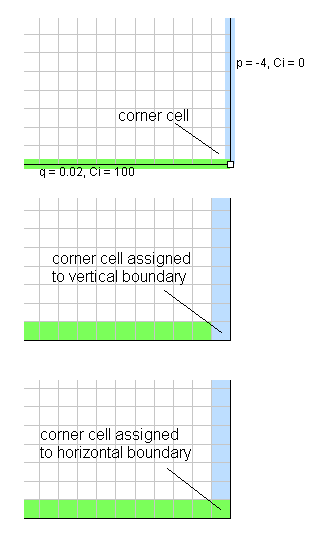 p = -4, Ci = 0
corner cell
q = 0.02, Ci = 100
corner cell assigned
to vertical boundary
corner cell assigned
to horizontal boundary